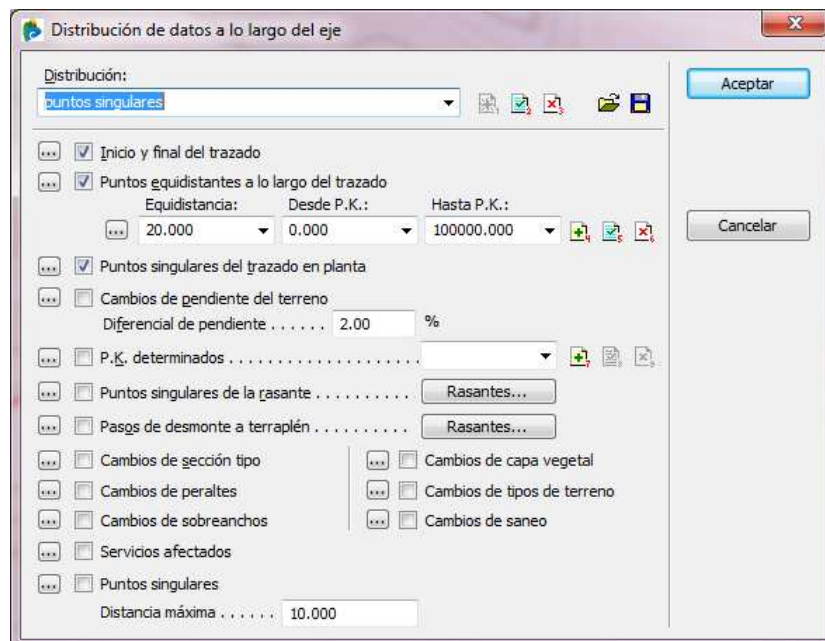 Distribución de datos a lo largo del eje
Distribución:
puntos singulares
Aceptar
Inicio y final del trazado
Puntos equidistantes a lo largo del trazado
Equidistancia: Desde P.K.: Hasta P.K.:
20.000 0.000 100000.000
Cancelar
Puntos singulares del trazado en planta
Cambios de pendiente del terreno
Diferencial de pendiente . . . . . . 2.00 %
P.K. determinados . . . . . . . . . . . . . . . . . . . .
Puntos singulares de la rasante . . . . . . . . . . Rasantes...
Pasos de desmonte a terraplén . . . . . . . . . . Rasantes...
Cambios de sección tipo Cambios de capa vegetal
Cambios de peraltes Cambios de tipos de terreno
Cambios de sobreanchos Cambios de saneo
Servicios afectados
Puntos singulares
Distancia máxima . . . . . . 10.000